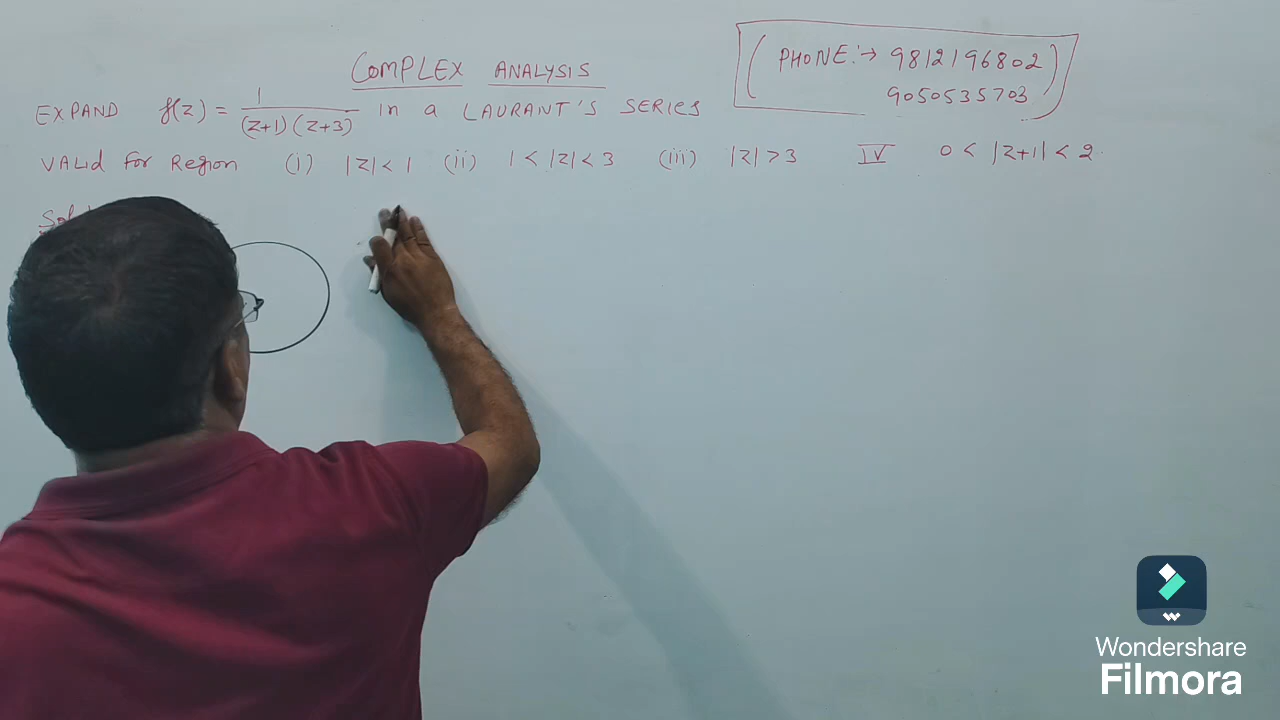 COMPLEX ANALYSIS
(PHONE:→ 9812196802
9050535703)
EXPAND f(z) = 1/((z+1)(z+3)) in a LAURANT'S SERIES
VALid for Region (i) |z| < 1 (ii) 1 < |z| < 3 (iii) |z| > 3 IV 0 < |z+1| < 2
Wondershare
Filmora